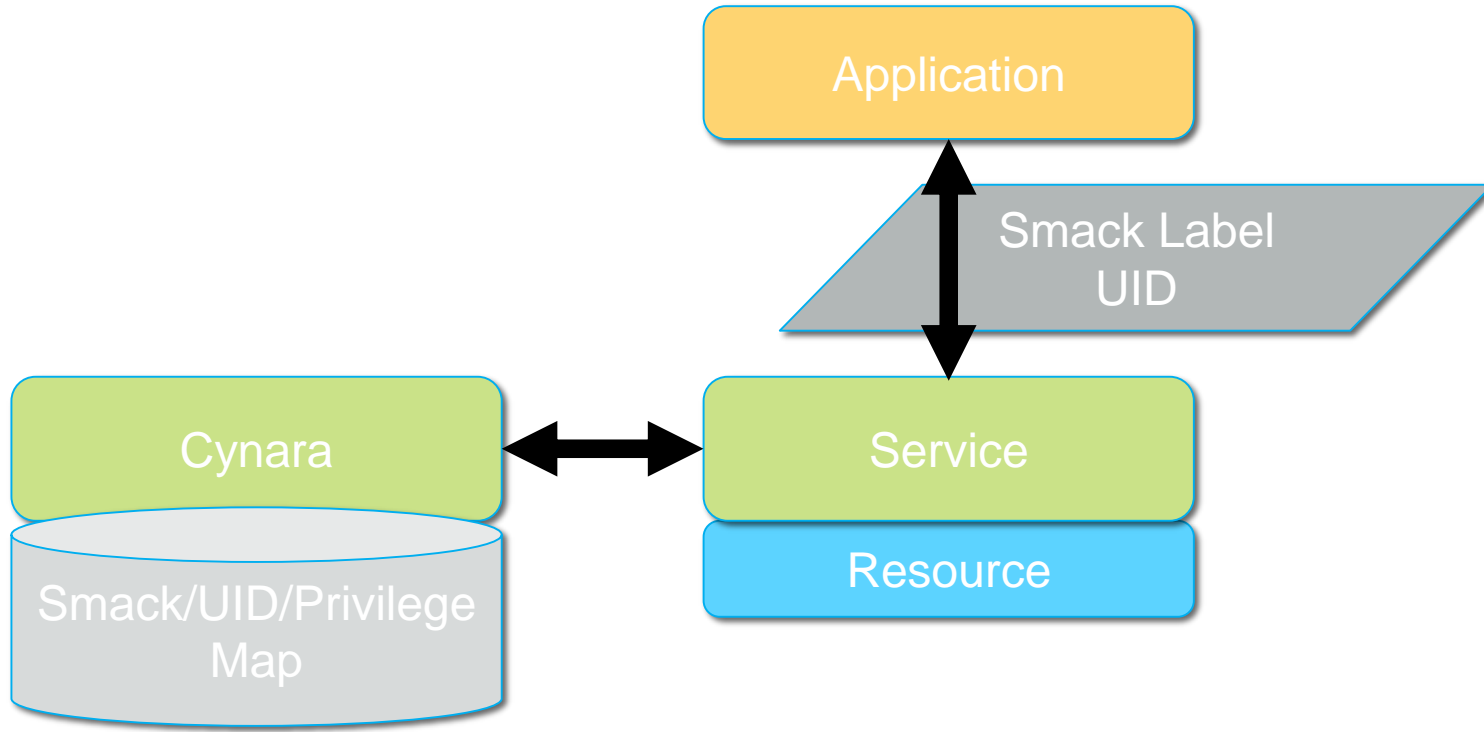 Application
Smack Label
UID
Cynara
Service
Resource
Smack/UID/Privilege
Map